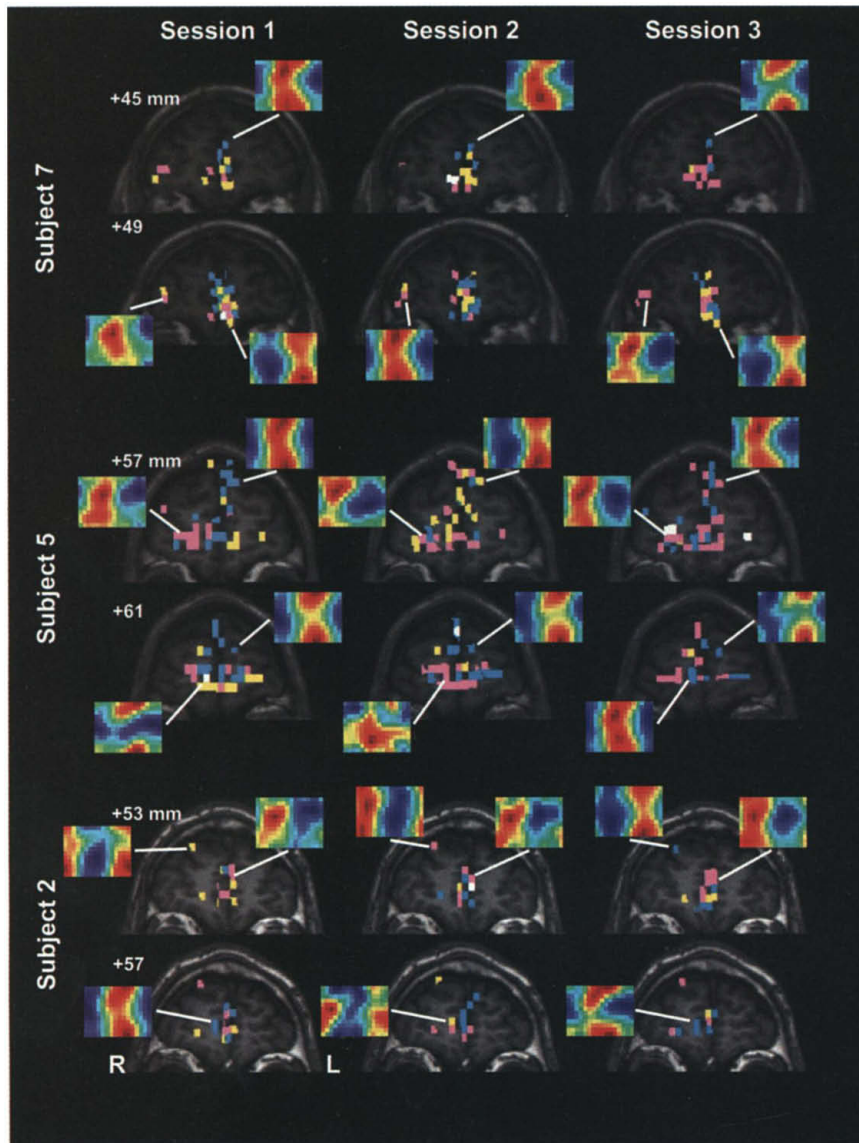 Session 1
Session 2
Session 3
Subject 7
+45 mm
+49
Subject 5
+57 mm
+61
Subject 2
+53 mm
+57
R
L